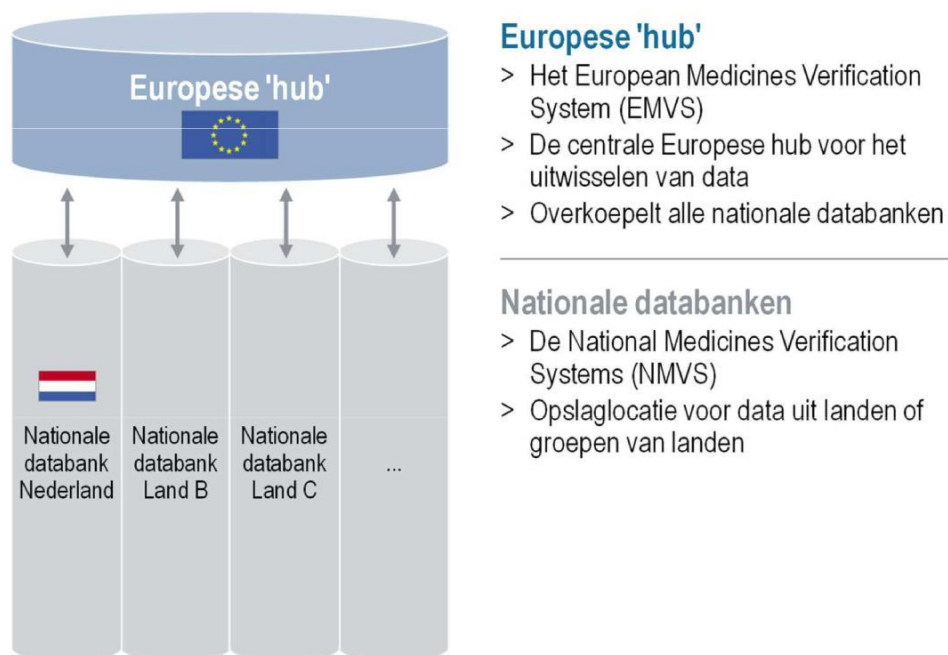 Europese 'hub'
Nationale
databank
Nederland
Nationale
databank
Land B
Nationale
databank
Land C
...
Europese 'hub'
> Het European Medicines Verification
System (EMVS)
> De centrale Europese hub voor het
uitwisselen van data
> Overkoepelt alle nationale databanken
Nationale databanken
> De National Medicines Verification
Systems (NMVS)
> Opslaglocatie voor data uit landen of
groepen van landen